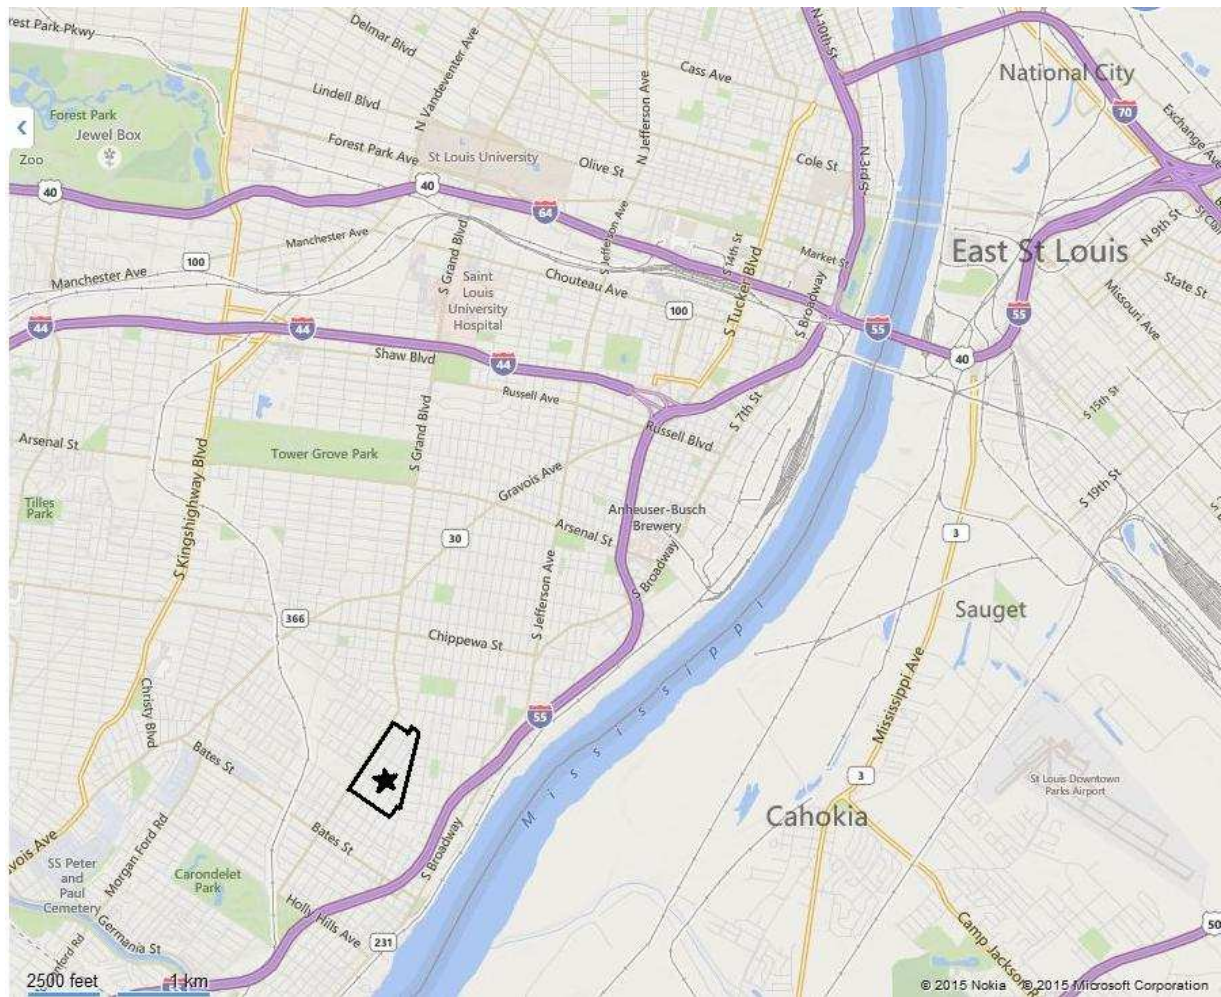 Forest Park Pkwy
Delmar Blvd
N Vandeventer Ave
N 10th St
Cass Ave
National City
Lindell Blvd
N Jefferson Ave
70
Exchange Ave
Forest Park
Jewel Box
Zoo
Forest Park Ave
St Louis University
Olive St
Cole St
N 3rd St
40
40
64
S Jefferson Ave
N 9th St
Manchester Ave
100
S Grand Blvd
S 14th St
Market St
East St Louis
Manchester Ave
Saint
Louis
University
Hospital
Chouteau Ave
100
S Tucker Blvd
S Broadway
State St
Missouri Ave
44
44
55
55
40
Shaw Blvd
44
Russell Ave
S 7th St
S 15th St
Russell Blvd
S Grand Blvd
Arsenal St
Tower Grove Park
Gravois Ave
S 19th St
Tilles
Park
S Kingshighway Blvd
30
Arsenal St
Anheuser-Busch
Brewery
3
S Jefferson Ave
S Broadway
Sauget
366
Chippewa St
Mississippi
Mississippi Ave
Christy Blvd
55
Bates St
3
St Louis Downtown
Parks Airport
Cahokia
Bates St
S Broadway
Morgan Ford Rd
SS Peter
and
Paul
Cemetery
Carondelet
Park
Holly Hills Ave
Germania St
231
Camp Jackson
50
2500 feet
1 km
© 2015 Nokia © 2015 Microsoft Corporation